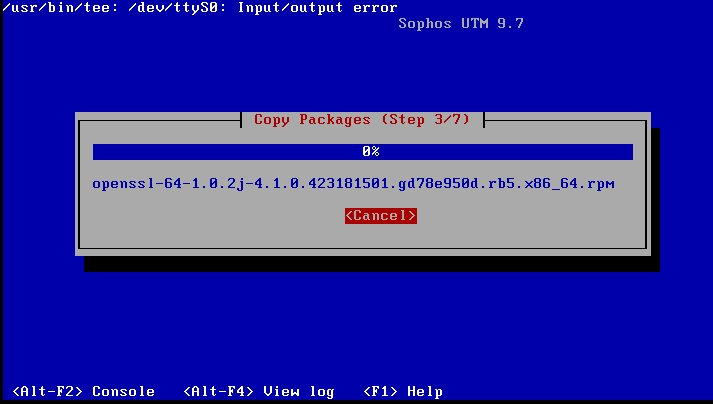 /usr/bin/tee: /dev/ttyS0: Input/output error
Sophos UTM 9.7
Copy Packages (Step 3/7)
0%
openssl-64-1.0.2j-4.1.0.423181501.gd78e950d.rb5.x86_64.rpm
<Cancel>
<Alt-F2> Console <Alt-F4> View log <F1> Help